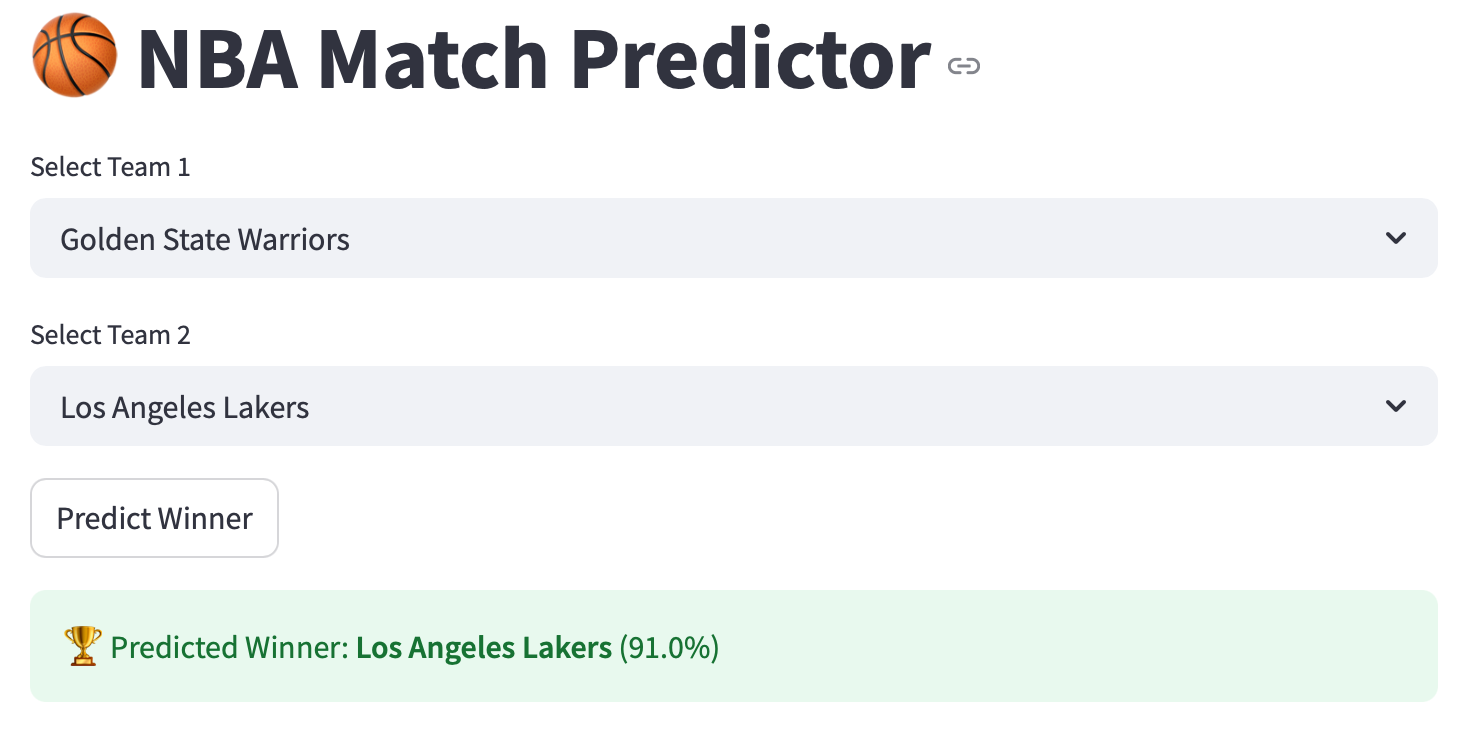 NBA Match Predictor
Select Team 1
Golden State Warriors
Select Team 2
Los Angeles Lakers
Predict Winner
Predicted Winner: Los Angeles Lakers (91.0%)